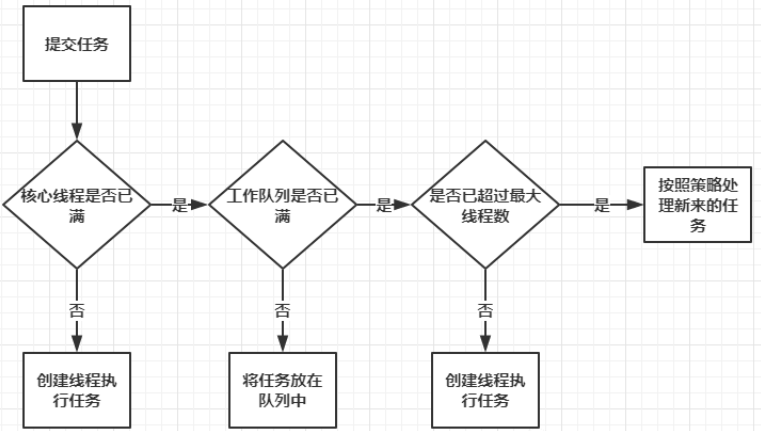 提交任务
核心线程是否已
满
是
工作队列是否已
满
是
是否已超过最大
线程数
是
按照策略处
理新来的任
务
否
否
否
创建线程执
行任务
将任务放在
队列中
创建线程执
行任务